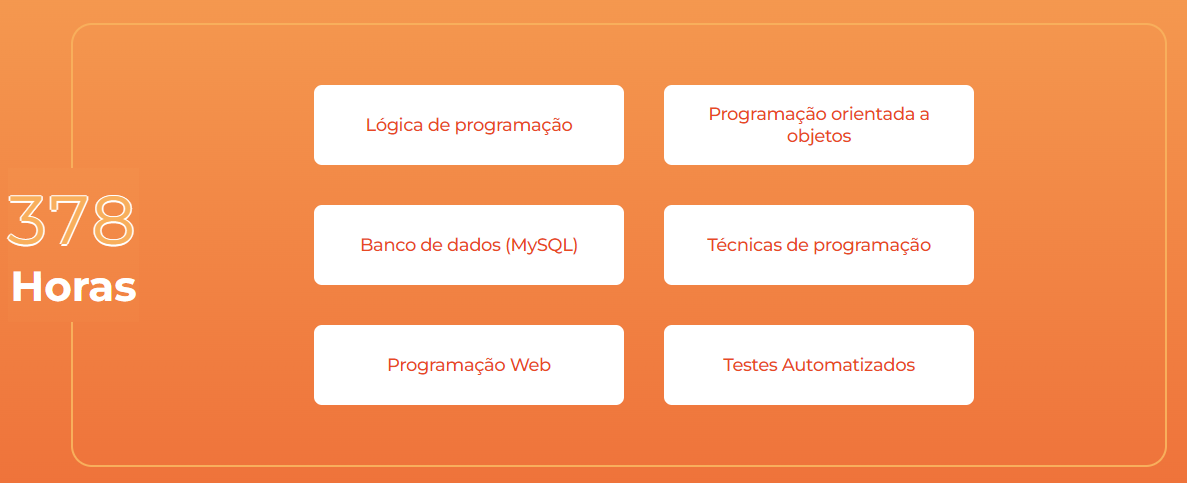 378
Horas
Lógica de programação
Programação orientada a
objetos
Banco de dados (MySQL)
Técnicas de programação
Programação Web
Testes Automatizados